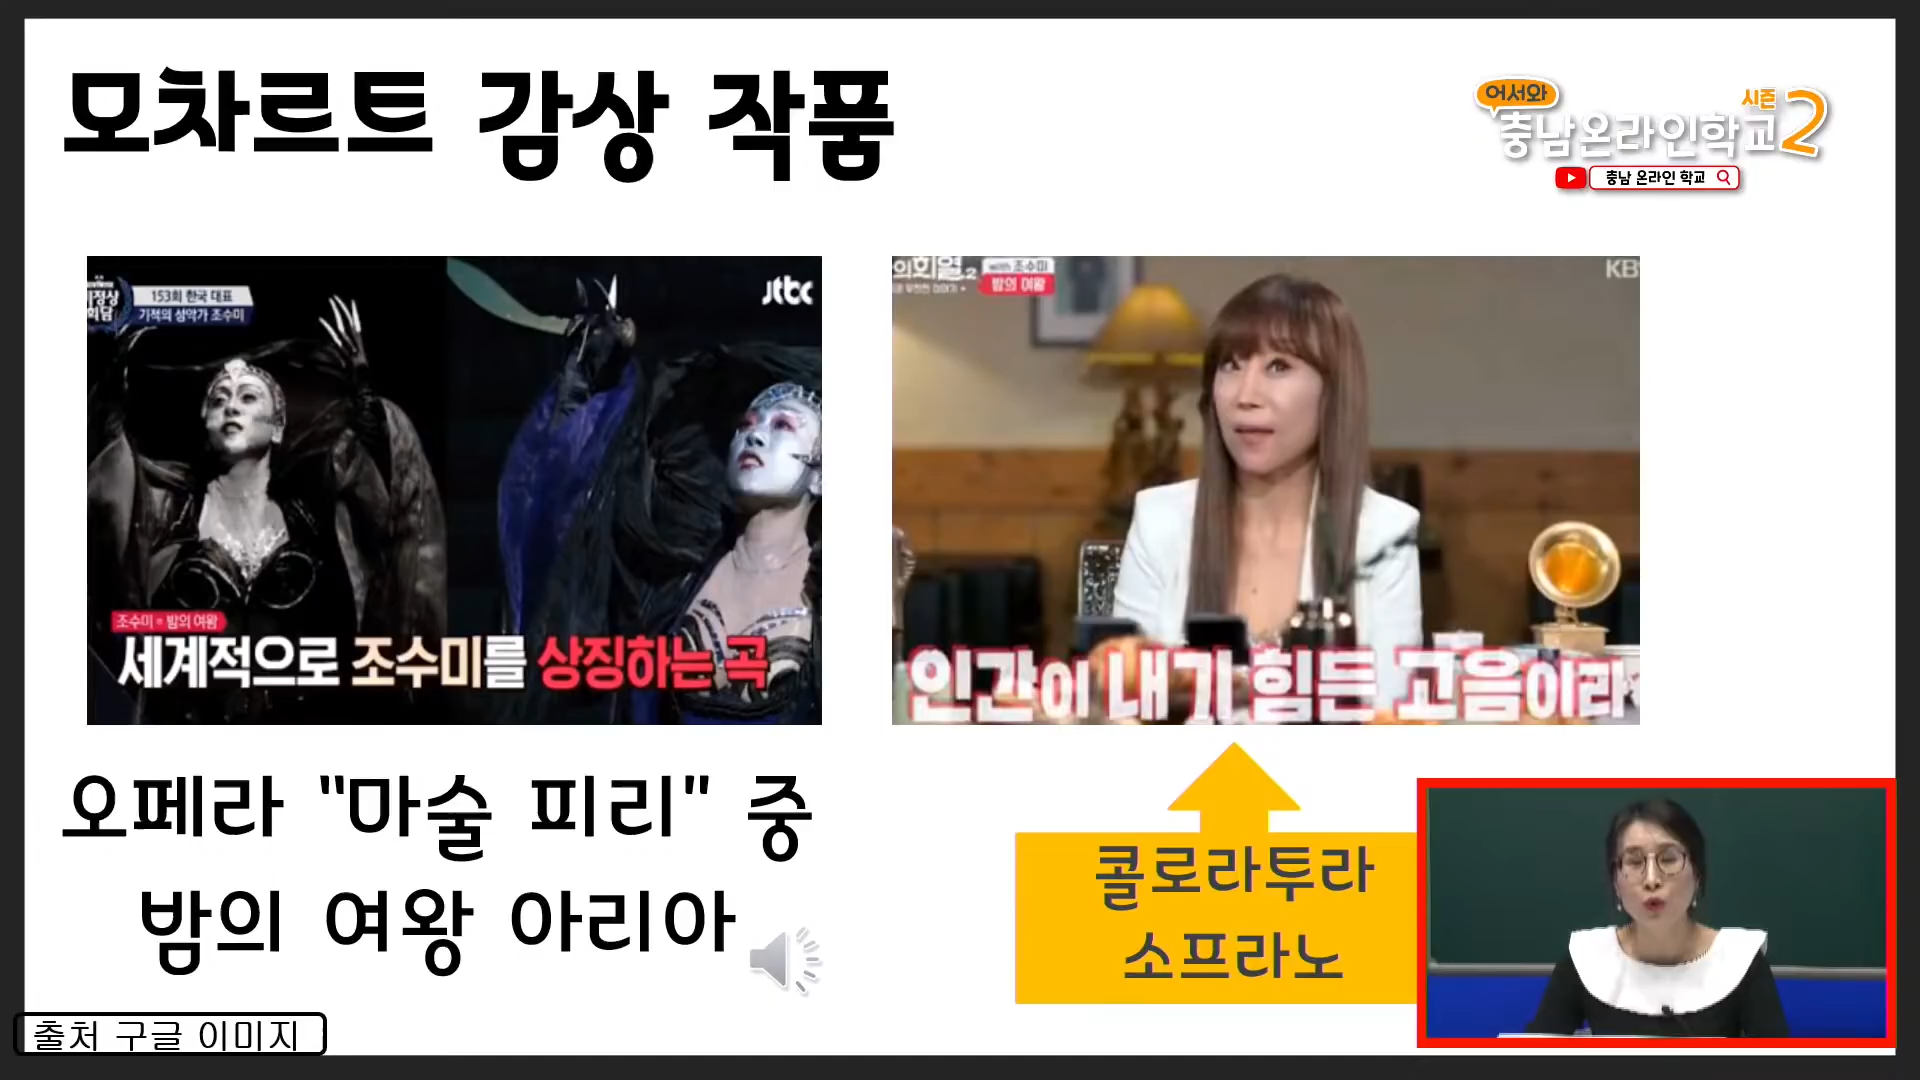 모차르트 감상 작품
어서와
시즌
충남온라인학교2
충남 온라인 학교
153회 한국 대표
기적의 성악가 조수미
jtbc
조수미 = 밤의 여왕
세계적으로 조수미를 상징하는 곡
의희열2
with 조수미
밤의 여왕
KB
인간이 내기 힘든 고음이라
오페라 "마술 피리" 중
밤의 여왕 아리아
콜로라투라
소프라노
출처 구글 이미지